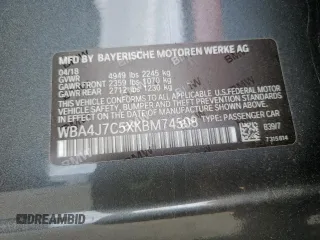 MFD BY BAYERISCHE MOTOREN WERKE AG
04/18
GVWR 4949 lbs 2245 kg
GAWR FRONT 2359 lbs 1070 kg
GAWR REAR 2712 lbs 1230 kg
THIS VEHICLE CONFORMS TO ALL APPLICABLE FEDERAL MOTOR
VEHICLE SAFETY, BUMPER, AND THEFT PREVENTION STANDARDS
IN EFFECT ON THE DATE OF MANUFACTURE SHOWN ABOVE.
WBA4J7C5XKBM74508 TYPE: PASSENGER CAR
7315814
DREAMBID